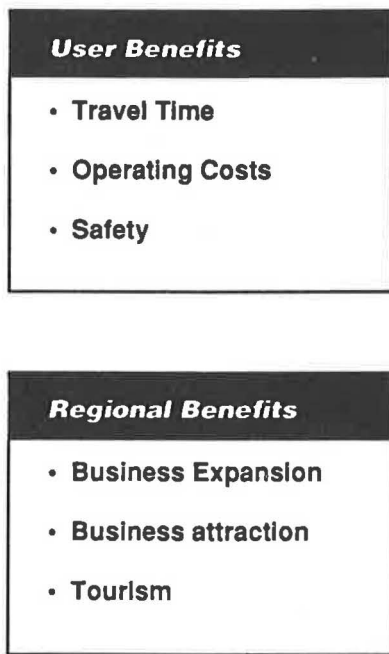 User Benefits
• Travel Time
• Operating Costs
• Safety
Regional Benefits
• Business Expansion
• Business attraction
• Tourism